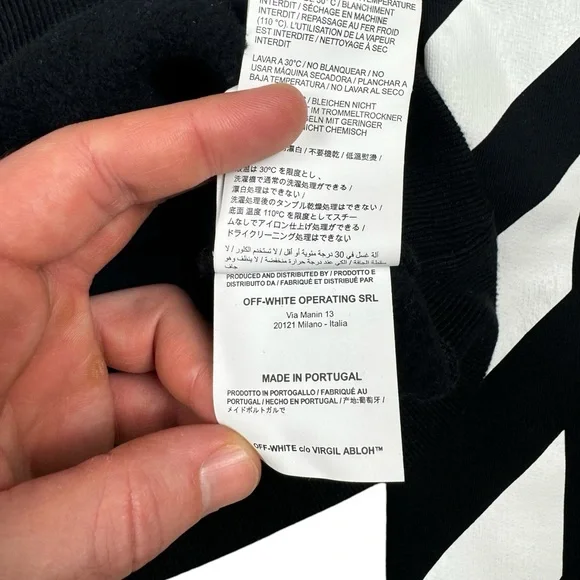 30°C / BLANCHIMENT
INTERDIT / SÉCHAGE EN MACHINE
INTERDIT / REPASSAGE AU FER FROID
(110 °C). L'UTILISATION DE LA VAPEUR
EST INTERDITE / NETTOYAGE À SEC
INTERDIT
LAVAR A 30°C / NO BLANQUEAR / NO
USAR MÁQUINA SECADORA / PLANCHAR A
BAJA TEMPERATURA / NO LAVAR AL SECO
/ BLEICHEN NICHT
IM TROMMELTROCKNER
MIT GERINGER
NICHT CHEMISCH
漂白 / 不要機乾 / 低溫熨燙 /
30℃ を限度とし、
洗濯機で通常の洗濯処理ができる /
漂白処理はできない /
洗濯処理後のタンブル乾燥処理はできない /
底面 温度 110℃ を限度としてスチー
ムなしでアイロン仕上げ処理ができる /
ドライクリーニング処理はできない
PRODUCED AND DISTRIBUTED BY / PRODOTTO E
DISTRIBUITO DA / FABRIQUÉ ET DISTRIBUÉ PAR
OFF-WHITE OPERATING SRL
Via Manin 13
20121 Milano - Italia
MADE IN PORTUGAL
PRODOTTO IN PORTOGALLO / FABRIQUÉ AU
PORTUGAL / HECHO EN PORTUGAL / 产地:葡萄牙 /
メイドポルトガルで
OFF-WHITE c/o VIRGIL ABLOH™